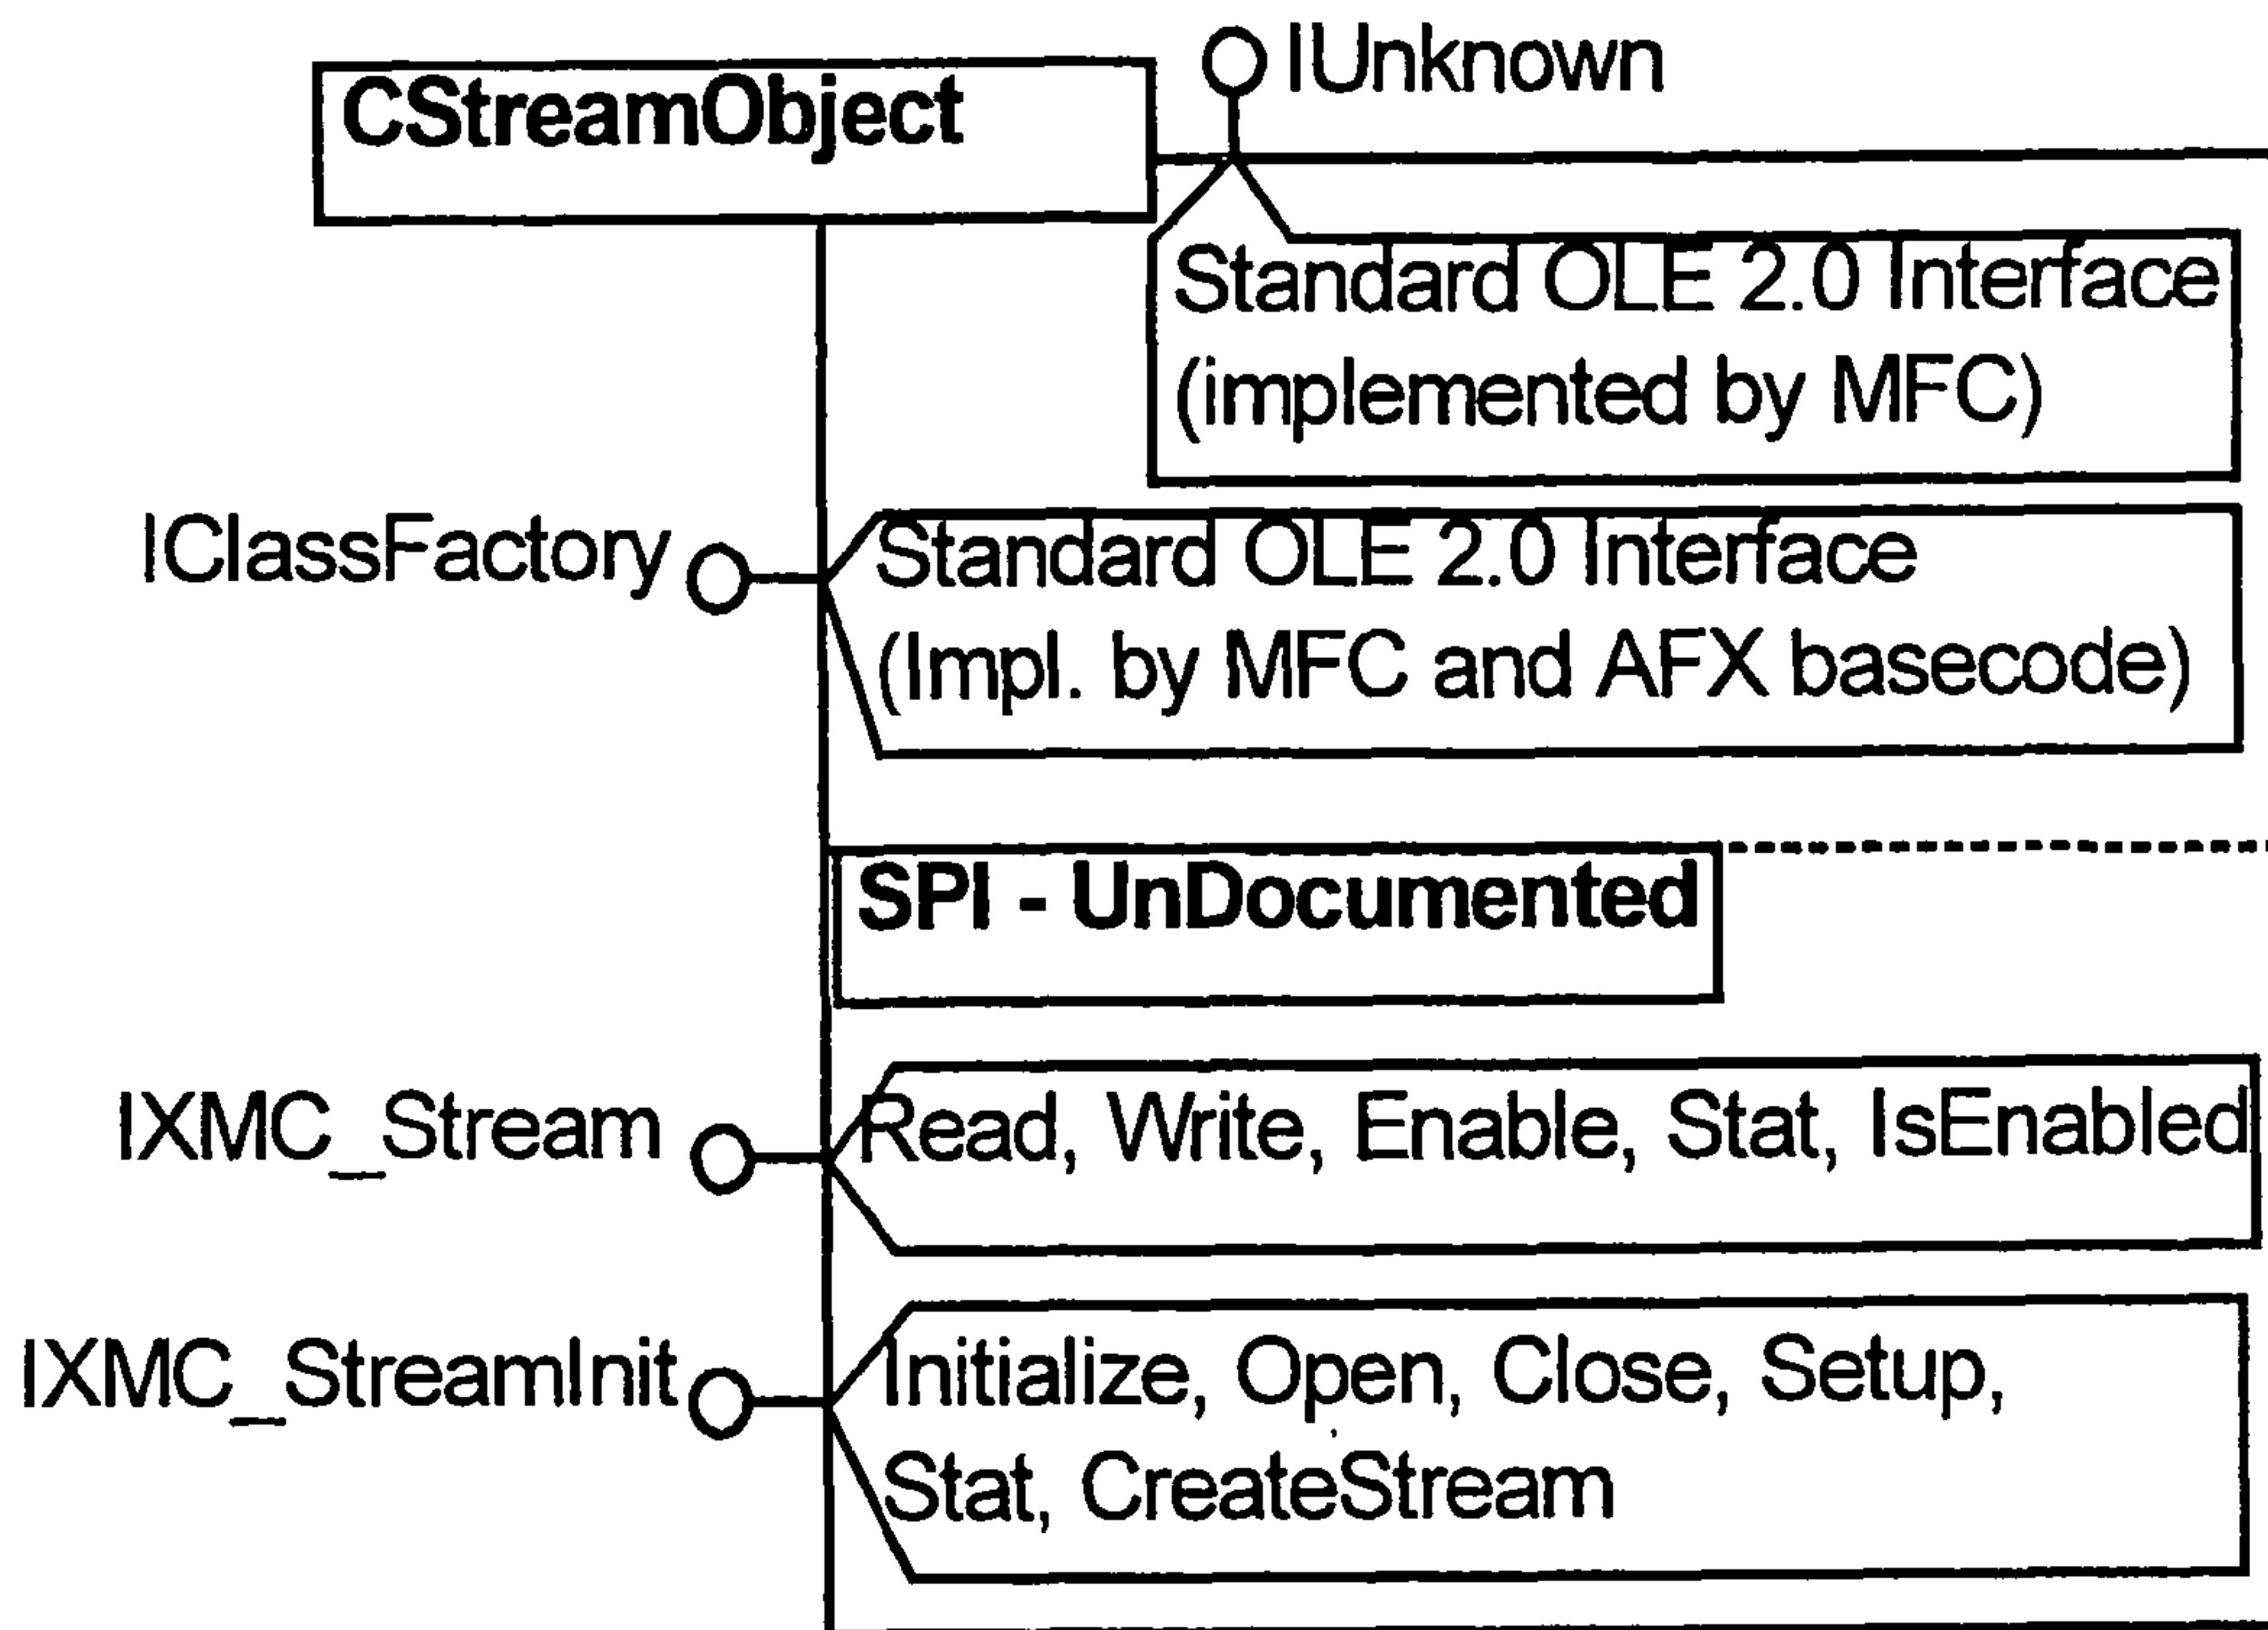 CStreamObject
IUnknown
Standard OLE 2.0 Interface
(implemented by MFC)
IClassFactory
Standard OLE 2.0 Interface
(Impl. by MFC and AFX basecode)
SPI - UnDocumented
IXMC_Stream
Read, Write, Enable, Stat, IsEnabled
IXMC_StreamInit
Initialize, Open, Close, Setup,
Stat, CreateStream